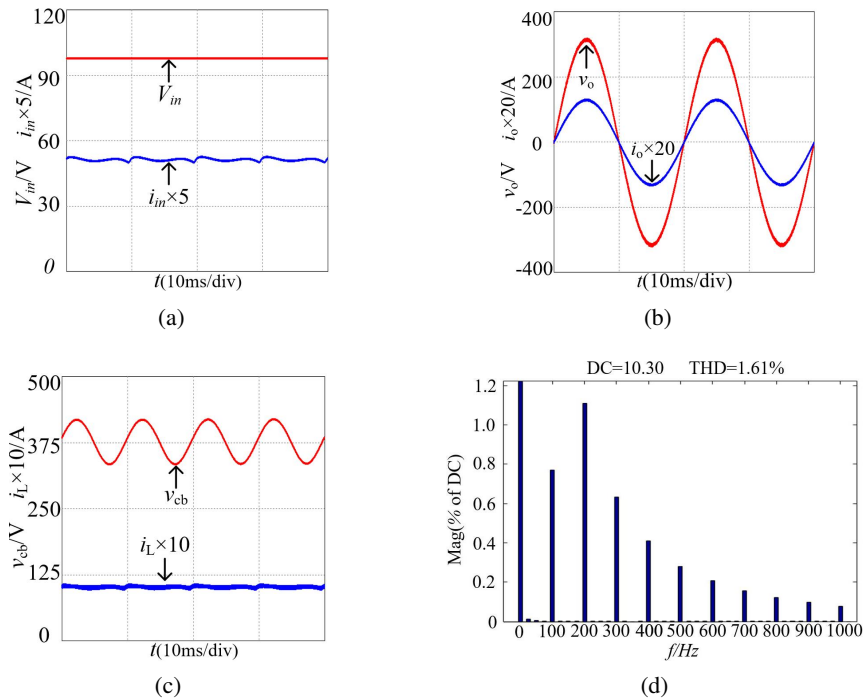 V_in/V i_in×5/A
120
90
60
30
0
V_in
i_in×5
t(10ms/div)
(a)
v_o/V i_o×20/A
400
200
0
-200
-400
v_o
i_o×20
t(10ms/div)
(b)
v_cb/V i_L×10/A
500
375
250
125
0
v_cb
i_L×10
t(10ms/div)
(c)
DC=10.30 THD=1.61%
Mag(% of DC)
1.2
0.8
0.6
0.4
0.2
0
0 100 200 300 400 500 600 700 800 900 1000
f/Hz
(d)